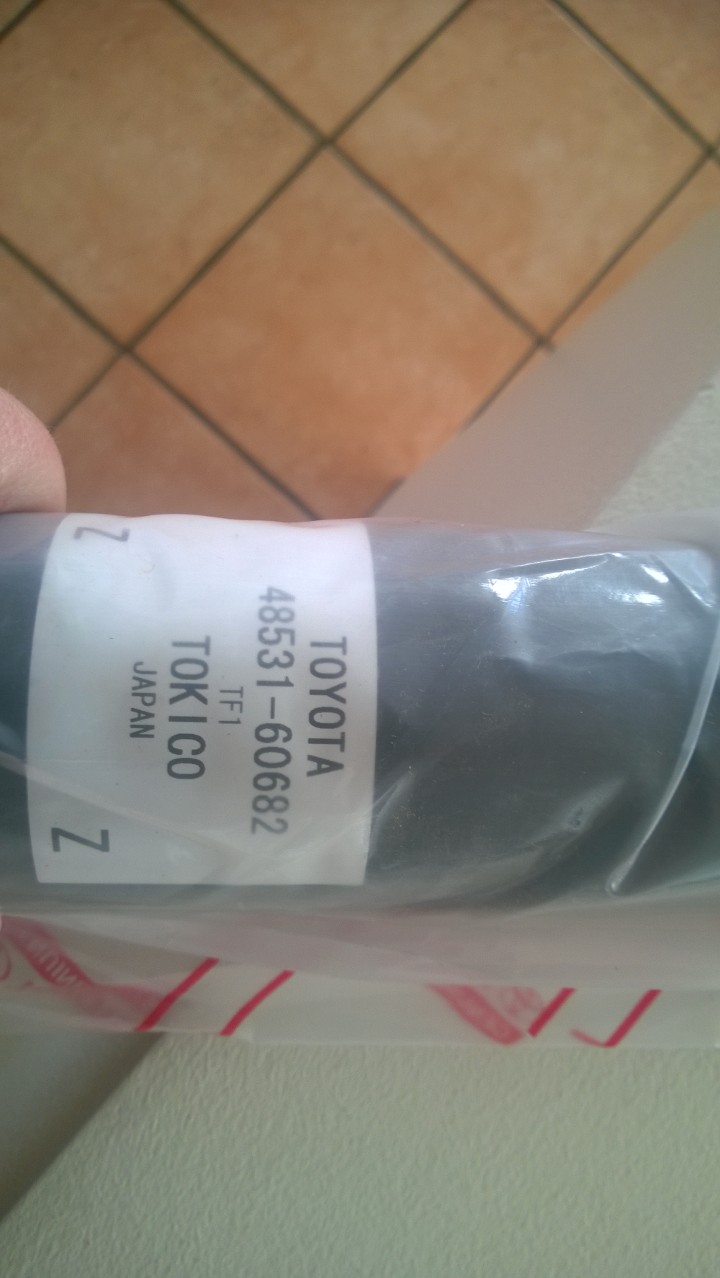 TOYOTA
48531-60682
TF1
TOKICO
JAPAN
Z
Z